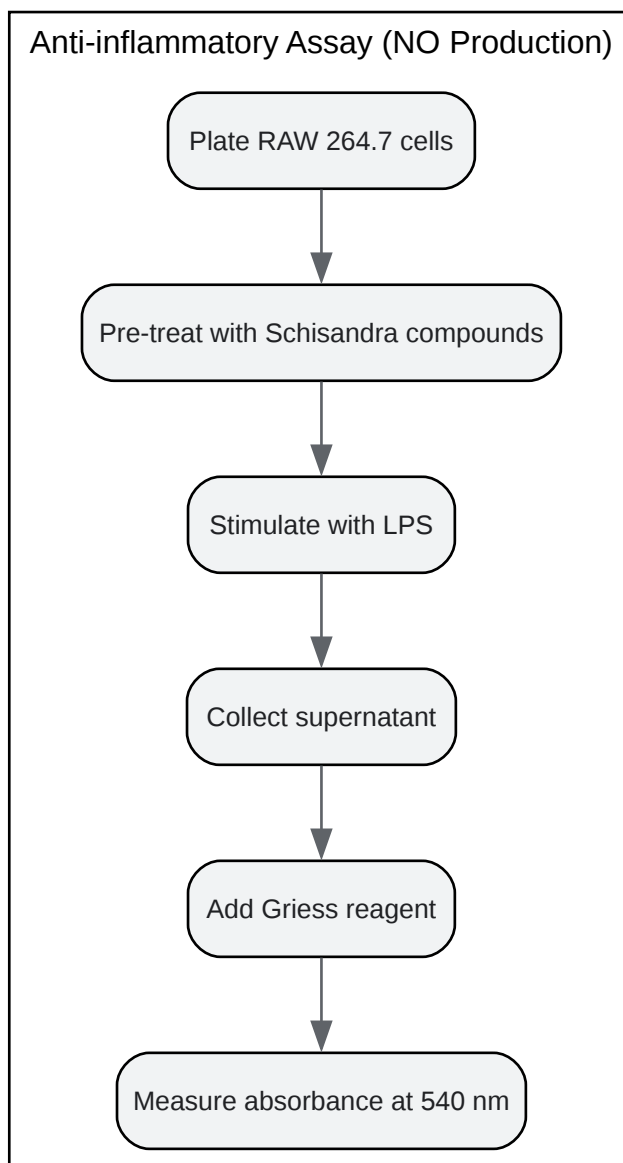 Anti-inflammatory Assay (NO Production)
Plate RAW 264.7 cells
Pre-treat with Schisandra compounds
Stimulate with LPS
Collect supernatant
Add Griess reagent
Measure absorbance at 540 nm